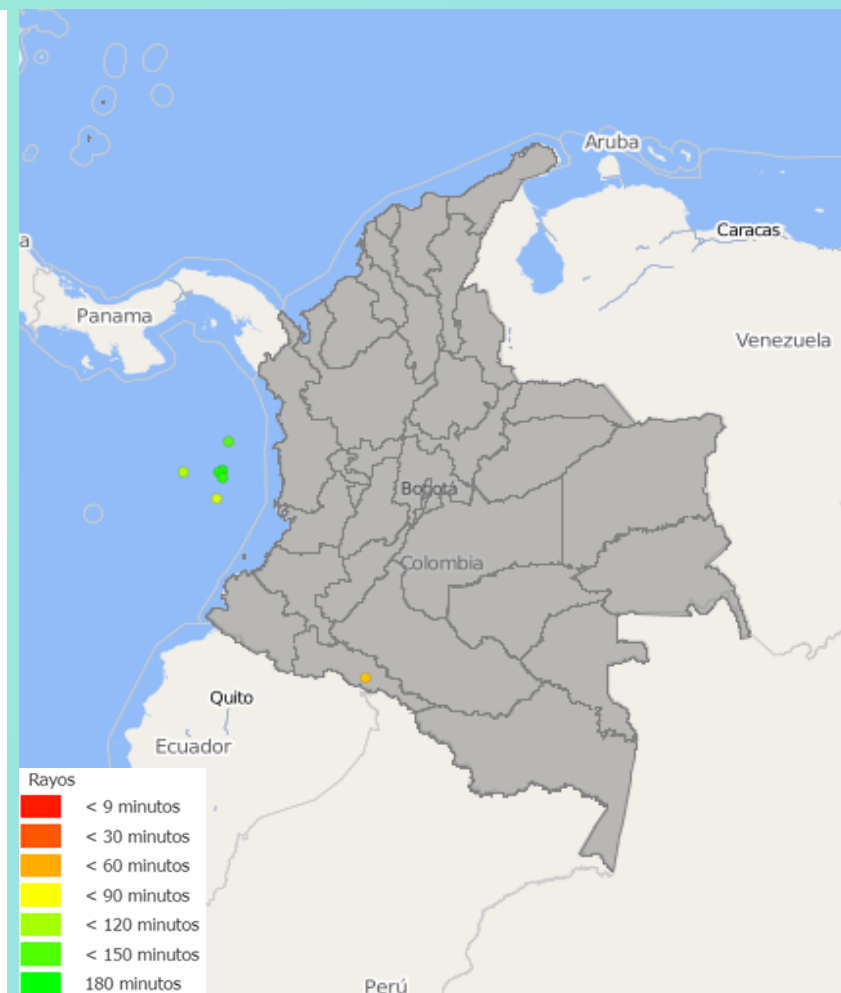 Aruba
Caracas
a
Panama
Venezuela
Bogotá
Colombia
Quito
Ecuador
Rayos
< 9 minutos
< 30 minutos
< 60 minutos
< 90 minutos
< 120 minutos
< 150 minutos
180 minutos
Perú